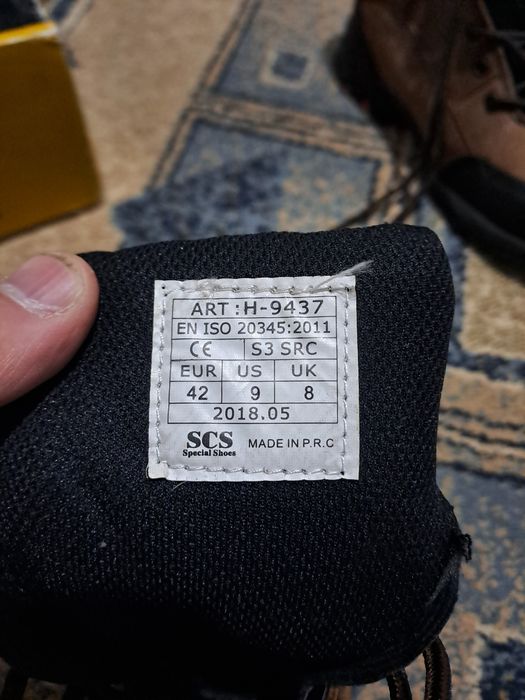 ART : H-9437
EN ISO 20345:2011
CE S3 SRC
EUR US UK
42 9 8
2018.05
SCS
Special Shoes
MADE IN P.R.C